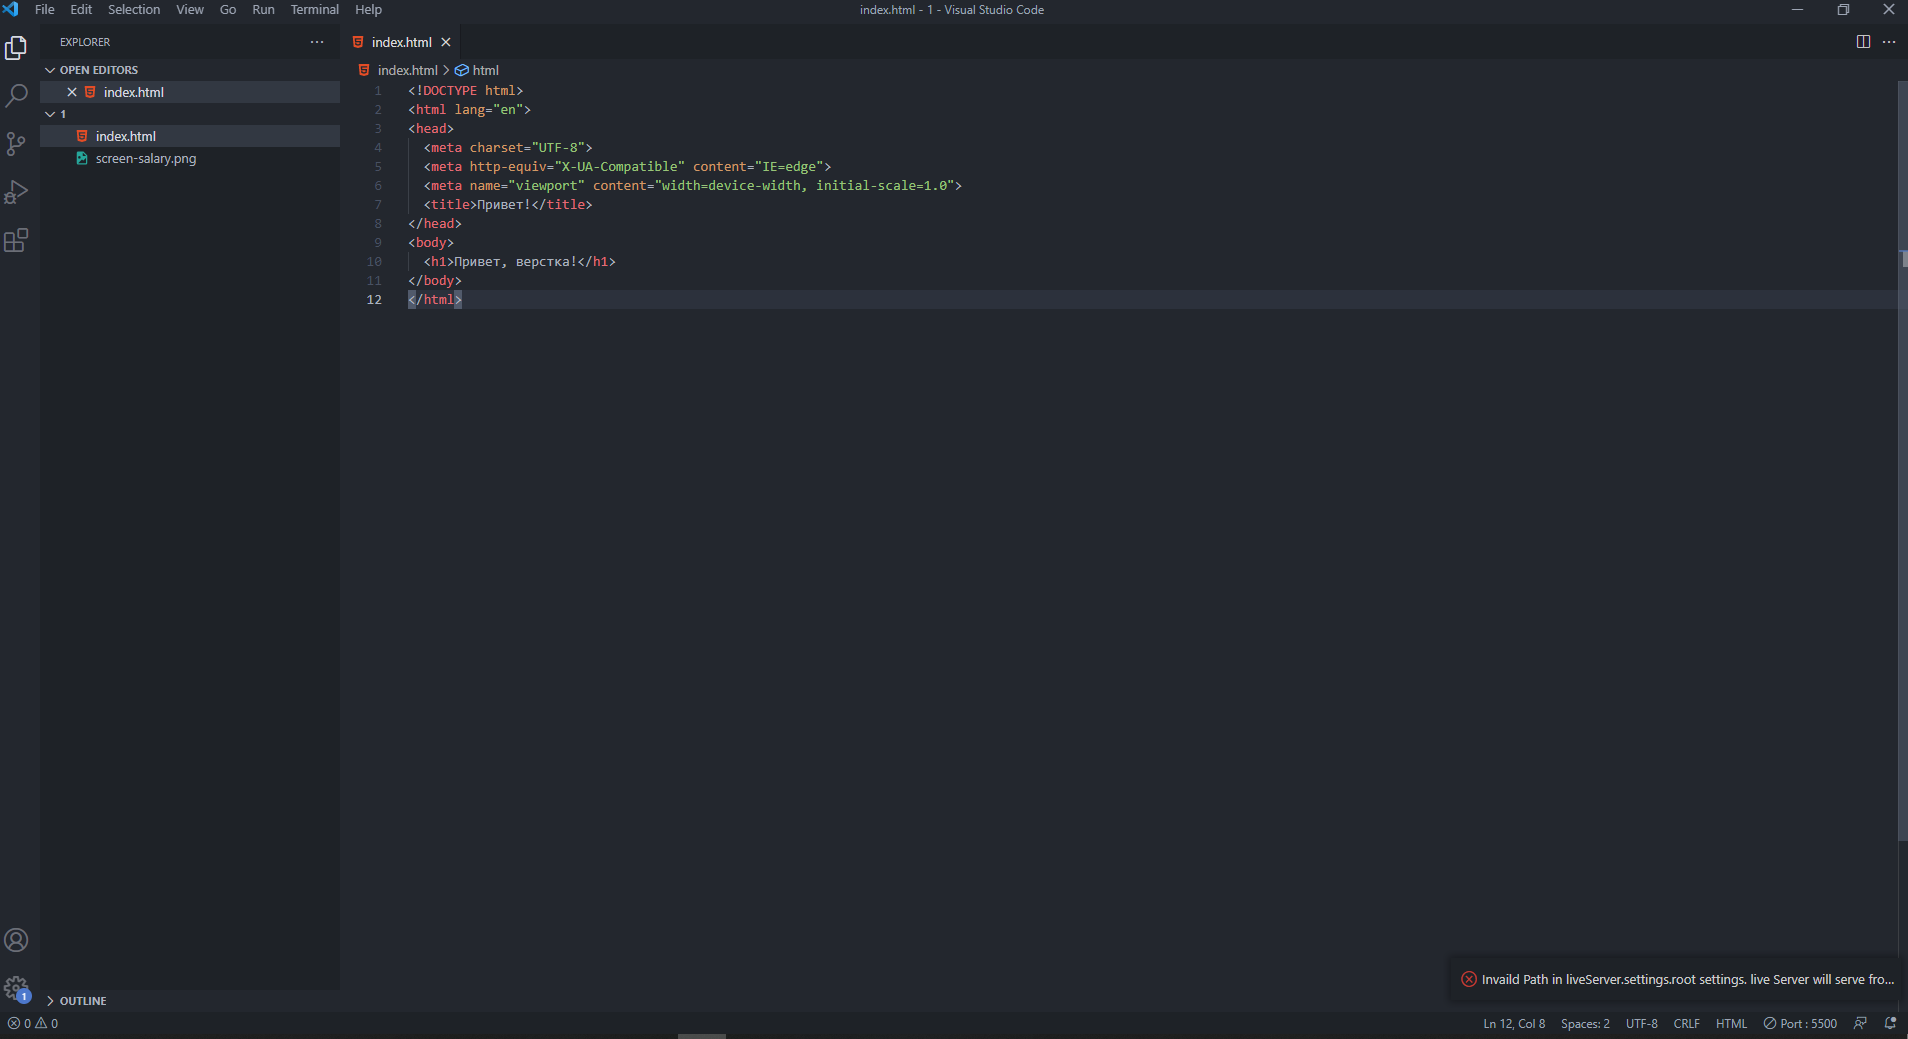 File Edit Selection View Go Run Terminal Help
index.html - 1 - Visual Studio Code
EXPLORER
OPEN EDITORS
index.html
1
index.html
screen-salary.png
OUTLINE
index.html
index.html > html
1 <!DOCTYPE html>
2 <html lang="en">
3 <head>
4 <meta charset="UTF-8">
5 <meta http-equiv="X-UA-Compatible" content="IE=edge">
6 <meta name="viewport" content="width=device-width, initial-scale=1.0">
7 <title>Привет!</title>
8 </head>
9 <body>
10 <h1>Привет, верстка!</h1>
11 </body>
12 </html>
Invaild Path in liveServer.settings.root settings. live Server will serve fro...
1
0 0
Ln 12, Col 8 Spaces: 2 UTF-8 CRLF HTML Port : 5500